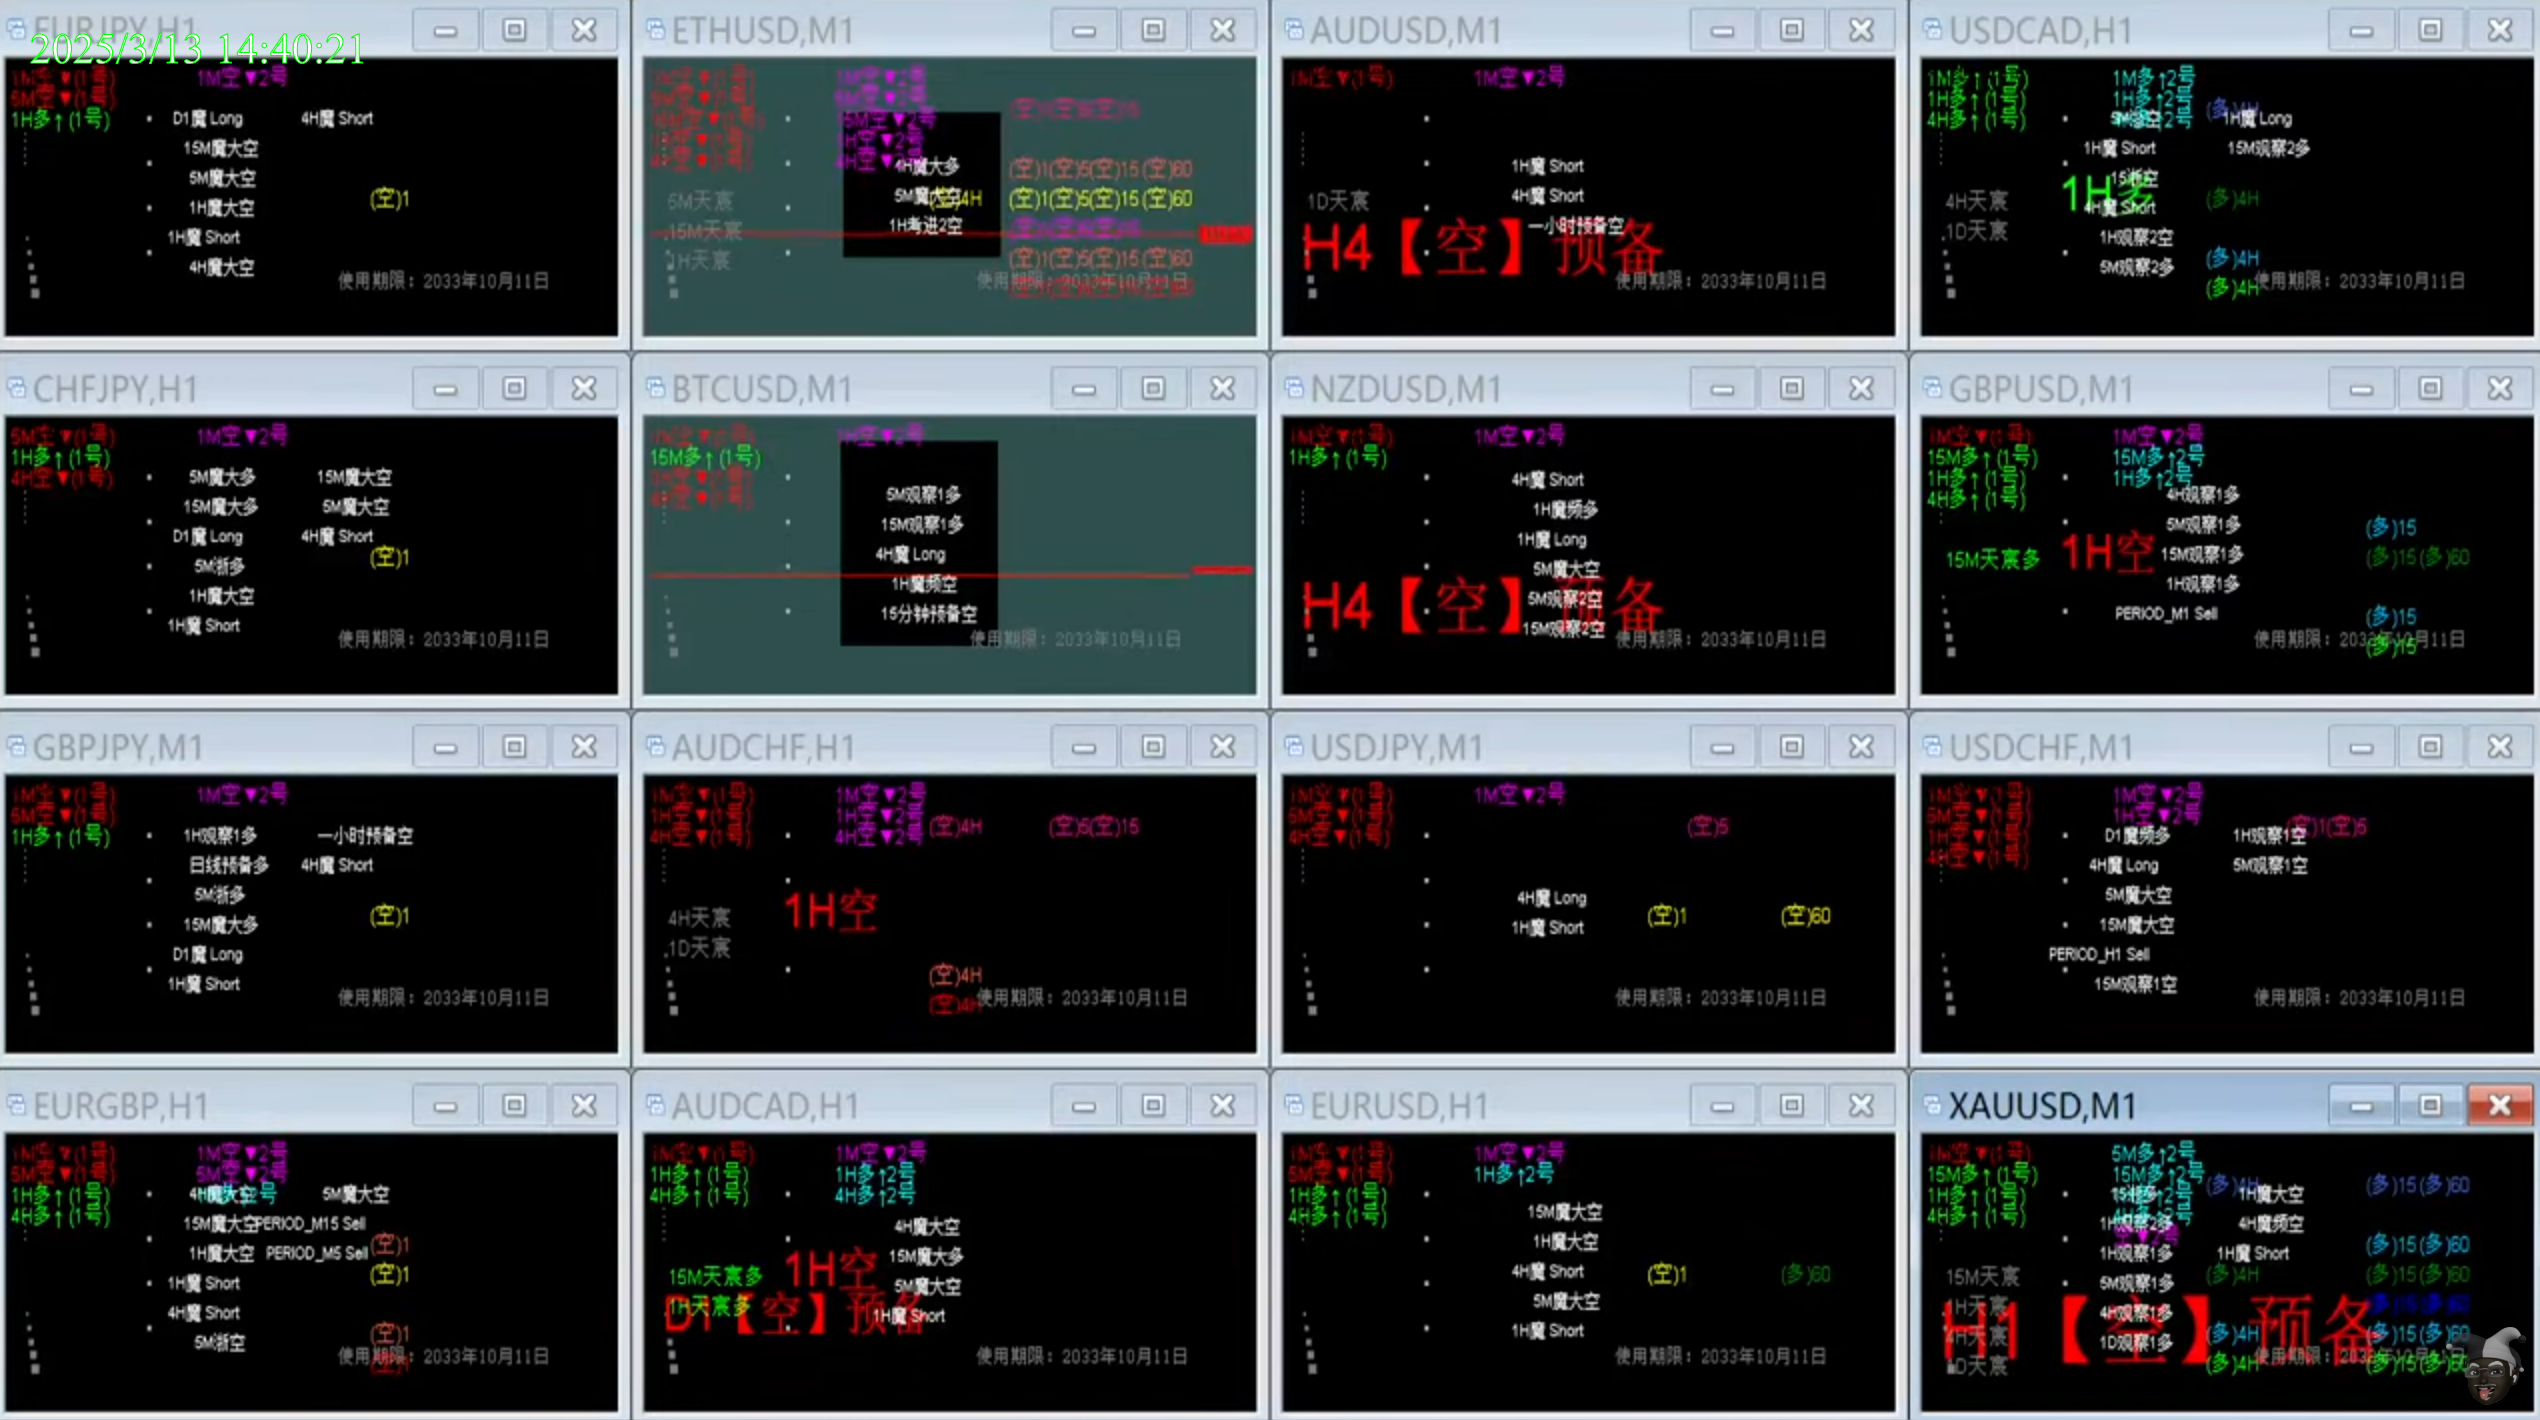 2025/3/13 14:40:21
EURJPY,H1
1M空▼(1号) 1M空▼2号
5M空▼(1号)
1H多↑(1号)
D1魔 Long 4H魔 Short
15M魔大空
5M魔大空
(空)1
1H魔大空
1H魔 Short
4H魔大空
使用期限：2033年10月11日
ETHUSD,M1
1M空▼2号
5M空▼2号
15M空▼2号
1H空▼2号
4H空▼2号
4H魔大多
(空)1(空)5(空)15(空)60
5M天宸
5M魔大空
(空)4H
(空)1(空)5(空)15(空)60
15M天宸
1H考进2空
1H天宸
(空)1(空)5(空)15(空)60
AUDUSD,M1
1M空▼(1号) 1M空▼2号
1H魔 Short
4H魔 Short
1D天宸
一小时预备空
H4【空】预备
使用期限：2033年10月11日
USDCAD,H1
1M多↑(1号) 1M多↑2号
1H多↑(1号) 1H多↑2号
4H多↑(1号)
(多)4H
1H魔 Long
1H魔 Short 15M观察2多
15浙空
1H多
4H天宸
4H魔 Short
(多)4H
1D天宸
1H观察2空
5M观察2多
(多)4H
(多)4H
使用期限：2033年10月11日
CHFJPY,H1
5M空▼(1号) 1M空▼2号
1H多↑(1号)
4H空▼(1号)
5M魔大多 15M魔大空
15M魔大多 5M魔大空
D1魔 Long 4H魔 Short
5M浙多
(空)1
1H魔大空
1H魔 Short
使用期限：2033年10月11日
BTCUSD,M1
1M空▼(1号) 1H空▼2号
15M多↑(1号)
1H空▼(1号)
4H空▼(1号)
5M观察1多
15M观察1多
4H魔 Long
1H魔频空
15分钟预备空
使用期限：2033年10月11日
NZDUSD,M1
1M空▼(1号) 1M空▼2号
1H多↑(1号)
4H魔 Short
1H魔频多
1H魔 Long
5M魔大空
5M观察2空
15M观察2空
H4【空】预备
使用期限：2033年10月11日
GBPUSD,M1
1M空▼(1号) 1M空▼2号
15M多↑(1号) 15M多↑2号
1H多↑(1号) 1H多↑2号
4H多↑(1号)
4H观察1多
5M观察1多
(多)15
15M天宸多
1H空
15M观察1多
(多)15(多)60
1H观察1多
PERIOD_M1 Sell
(多)15
(多)15
使用期限：2033年10月11日
GBPJPY,M1
1M空▼(1号) 1M空▼2号
5M空▼(1号)
1H多↑(1号)
1H观察1多 一小时预备空
日线预备多 4H魔 Short
5M浙多
(空)1
15M魔大多
D1魔 Long
1H魔 Short
使用期限：2033年10月11日
AUDCHF,H1
1M空▼(1号) 1M空▼2号
1H空▼(1号) 1H空▼2号
4H空▼(1号) 4H空▼2号
(空)4H (空)5(空)15
1H空
4H天宸
1D天宸
(空)4H
(空)4H
使用期限：2033年10月11日
USDJPY,M1
1M空▼(1号) 1M空▼2号
5M空▼(1号)
4H空▼(1号)
(空)5
4H魔 Long
(空)1 (空)60
1H魔 Short
使用期限：2033年10月11日
USDCHF,M1
1M空▼(1号) 1M空▼2号
5M空▼(1号) 1H空▼2号
1H空▼(1号)
4H空▼(1号)
(空)1(空)5
D1魔频多 1H观察1空
4H魔 Long 5M观察1空
5M魔大空
15M魔大空
PERIOD_H1 Sell
15M观察1空
使用期限：2033年10月11日
EURGBP,H1
1M空▼(1号) 1M空▼2号
5M空▼(1号) 5M空▼2号
1H多↑(1号)
4H多↑(1号)
4H魔大空 5M魔大空
15M魔大空 PERIOD_M15 Sell
1H魔大空 PERIOD_M5 Sell
(空)1
1H魔 Short
(空)1
4H魔 Short
5M浙空
(空)1
(空)1
使用期限：2033年10月11日
AUDCAD,H1
1M空▼(1号) 1M空▼2号
1H多↑(1号) 1H多↑2号
4H多↑(1号) 4H多↑2号
4H魔大空
15M魔大多
1H空
15M天宸多
5M魔大空
1H天宸多
1H魔 Short
D1【空】预备
使用期限：2033年10月11日
EURUSD,H1
1M空▼(1号) 1M空▼2号
5M空▼(1号) 1H多↑2号
1H多↑(1号)
4H多↑(1号)
15M魔大空
1H魔大空
4H魔 Short
(空)1 (多)60
5M魔大空
1H魔 Short
使用期限：2033年10月11日
XAUUSD,M1
1M空▼(1号) 5M多↑2号
15M多↑(1号) 15M多↑2号
1H多↑(1号)
4H多↑(1号)
(多)4H
1H魔大空
(多)15(多)60
1H观察2多
4H魔频空
1H观察1多 1H魔 Short
(多)15(多)60
15M天宸
5M观察1多
(多)4H
(多)15(多)60
1H天宸
4H观察1多
4H天宸
1D观察1多
(多)4H
(多)15(多)60
1D天宸
(多)4H
(多)15(多)60
H1【空】预备